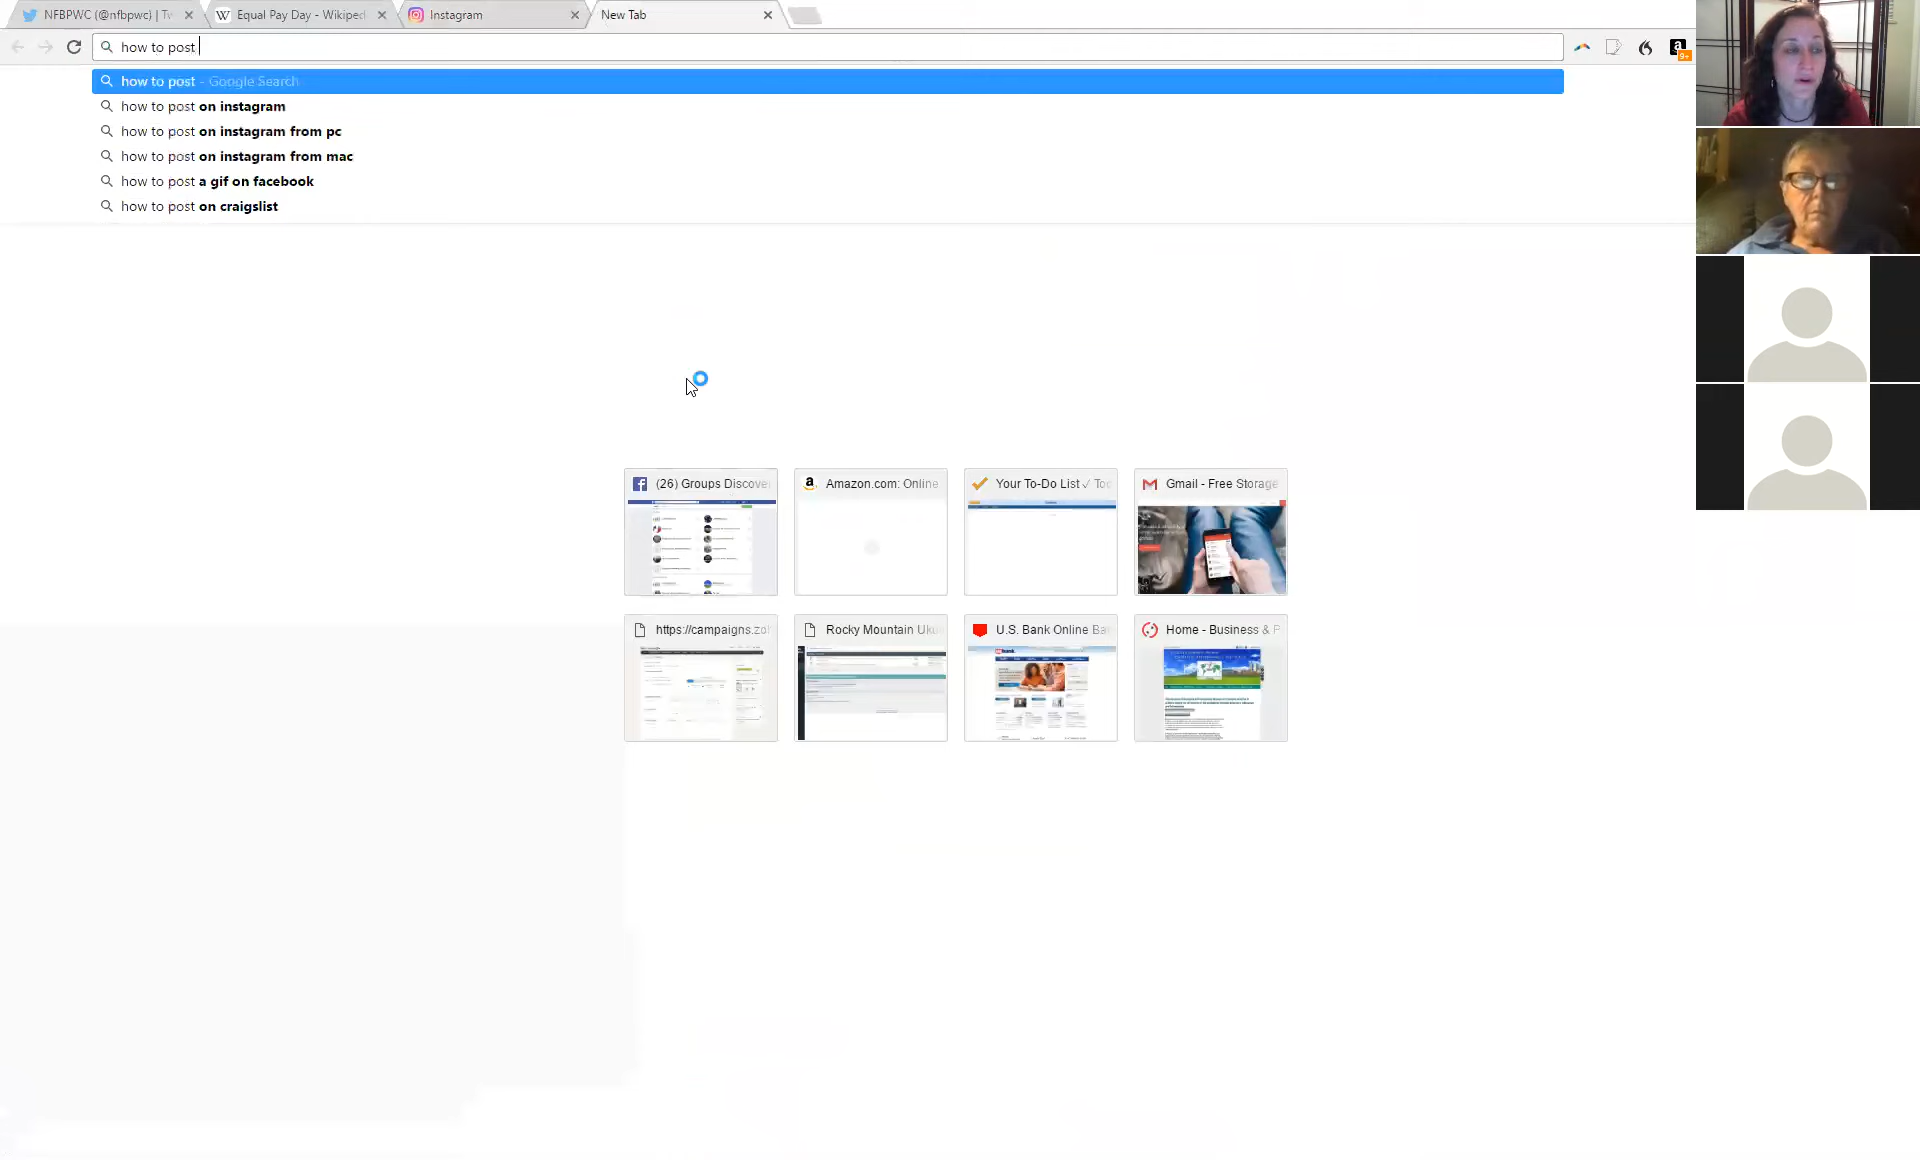 NFBPWC (@nfbpwc) | Tw
Equal Pay Day - Wikiped
Instagram
New Tab
how to post
9+
how to post - Google Search
how to post on instagram
how to post on instagram from pc
how to post on instagram from mac
how to post a gif on facebook
how to post on craigslist
(26) Groups Discove
Amazon.com: Online
Your To-Do List ✓ Too
Gmail - Free Storage
https://campaigns.zoh
Rocky Mountain Uku
U.S. Bank Online Ba
Home - Business & P